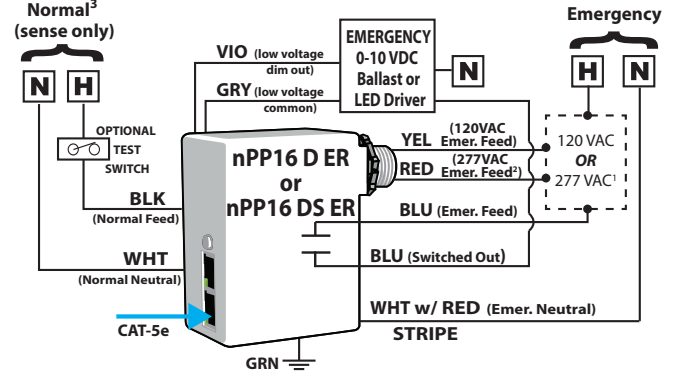 Normal³
(sense only)
N H
OPTIONAL
TEST
SWITCH
BLK
(Normal Feed)
WHT
(Normal Neutral)
CAT-5e
VIO (low voltage
dim out)
GRY (low voltage
common)
EMERGENCY
0-10 VDC
Ballast or
LED Driver
N
Emergency
H N
nPP16 D ER
or
nPP16 DS ER
YEL (120VAC
Emer. Feed)
RED (277VAC
Emer. Feed²)
120 VAC
OR
277 VAC¹
BLU (Emer. Feed)
BLU (Switched Out)
WHT w/ RED (Emer. Neutral)
STRIPE
GRN